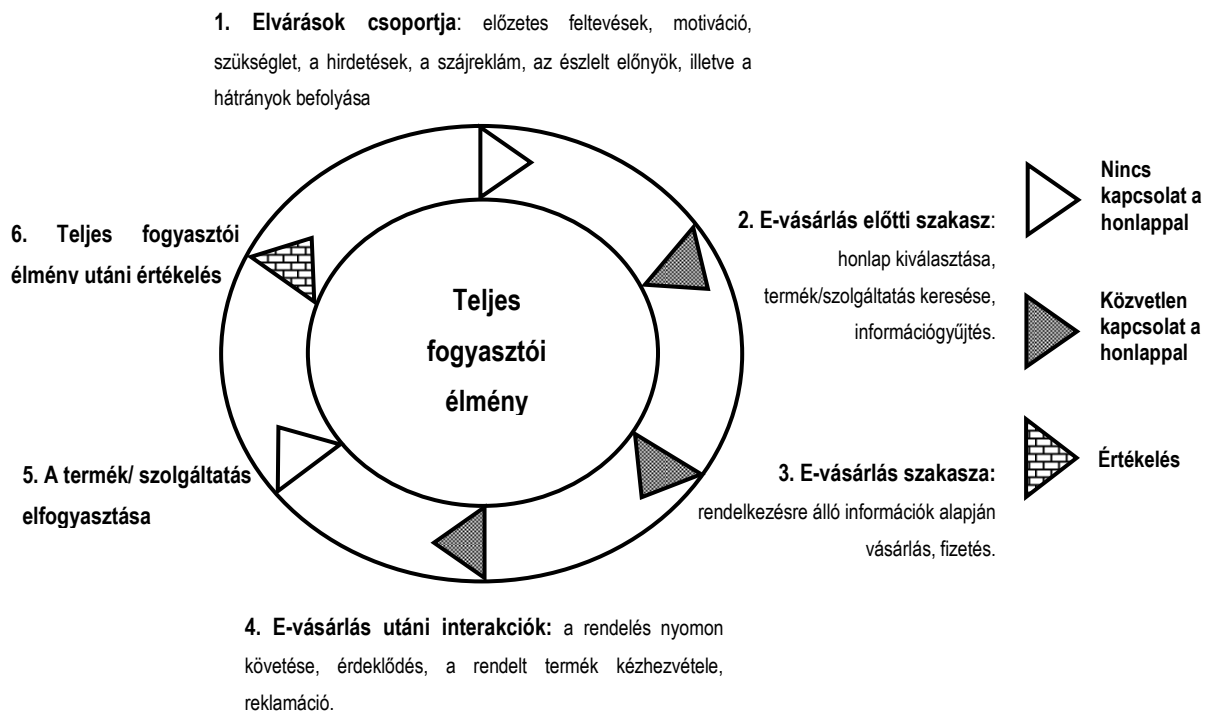 1. Elvárások csoportja: előzetes feltevések, motiváció,
szükséglet, a hirdetések, a szájreklám, az észlelt előnyök, illetve a
hátrányok befolyása
2. E-vásárlás előtti szakasz:
honlap kiválasztása,
termék/szolgáltatás keresése,
információgyűjtés.
3. E-vásárlás szakasza:
rendelkezésre álló információk alapján
vásárlás, fizetés.
4. E-vásárlás utáni interakciók: a rendelés nyomon
követése, érdeklődés, a rendelt termék kézhezvétele,
reklamáció.
5. A termék/ szolgáltatás
elfogyasztása
6. Teljes fogyasztói
élmény utáni értékelés
Teljes
fogyasztói
élmény
Nincs
kapcsolat a
honlappal
Közvetlen
kapcsolat a
honlappal
Értékelés